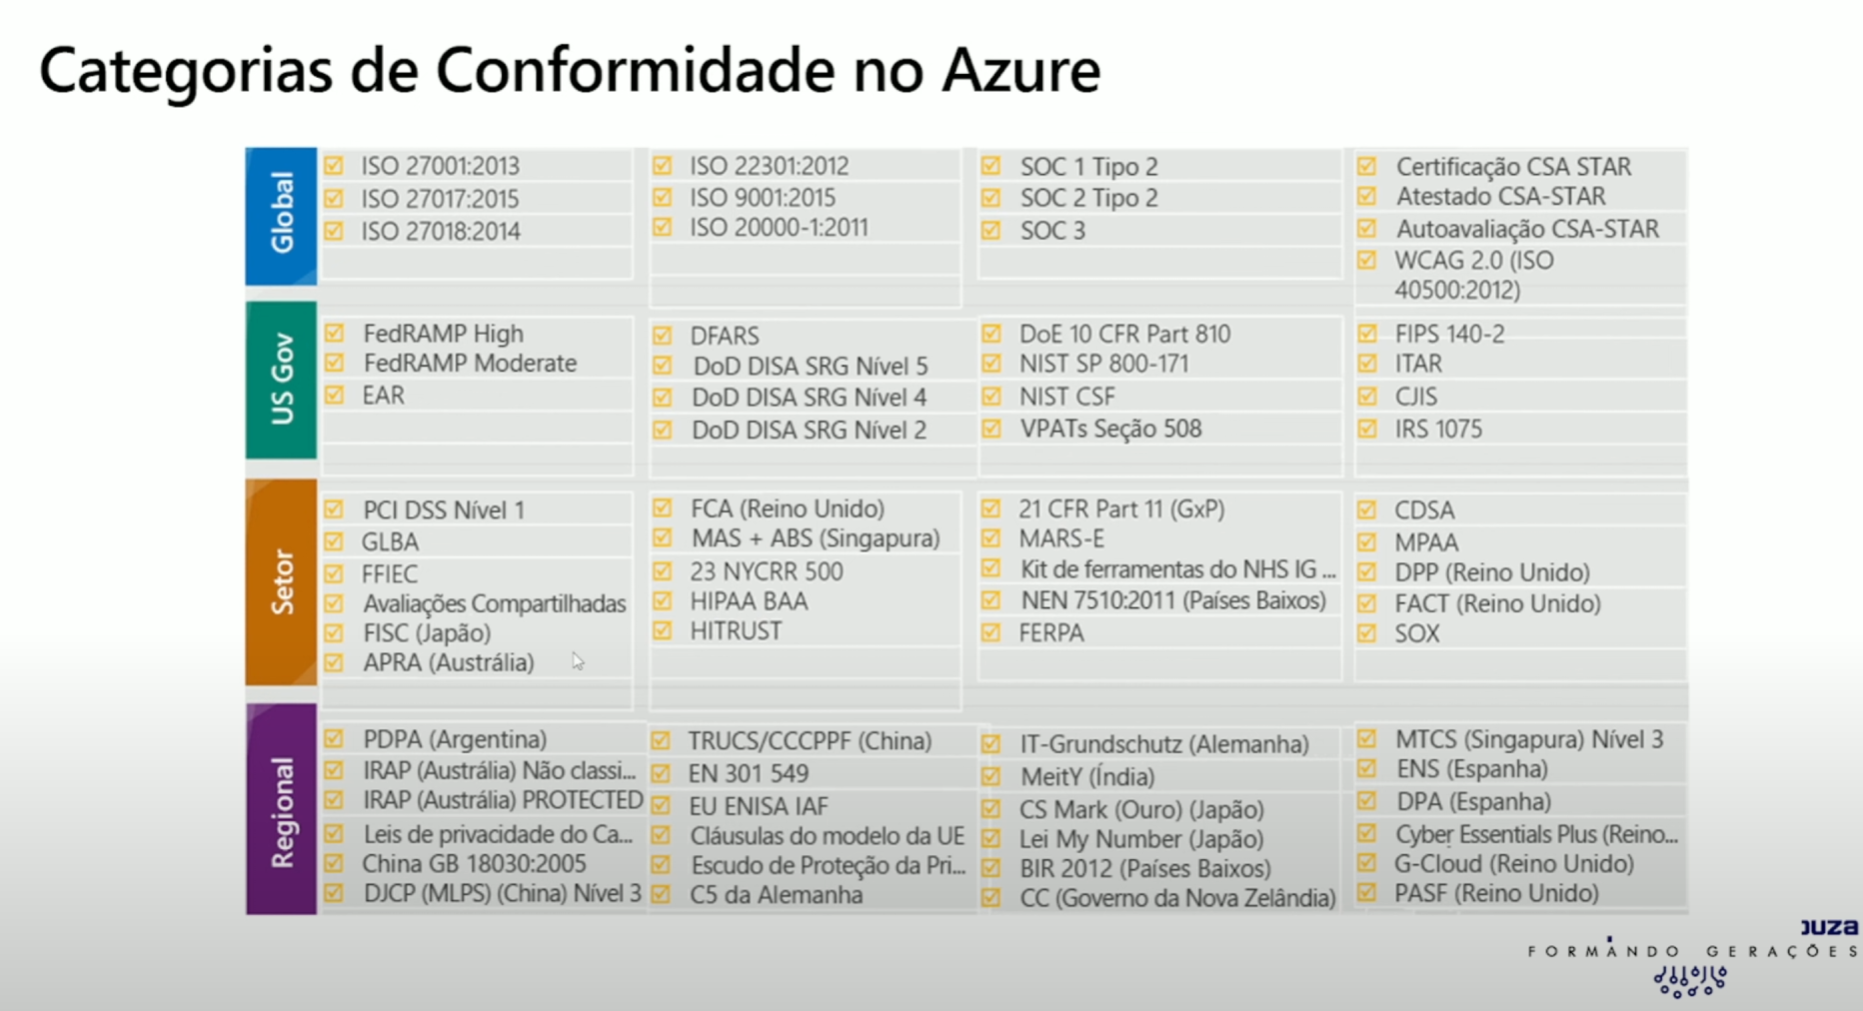 Categorias de Conformidade no Azure
Global
ISO 27001:2013
ISO 27017:2015
ISO 27018:2014
ISO 22301:2012
ISO 9001:2015
ISO 20000-1:2011
SOC 1 Tipo 2
SOC 2 Tipo 2
SOC 3
Certificação CSA STAR
Atestado CSA-STAR
Autoavaliação CSA-STAR
WCAG 2.0 (ISO
40500:2012)
US Gov
FedRAMP High
FedRAMP Moderate
EAR
DFARS
DoD DISA SRG Nível 5
DoD DISA SRG Nível 4
DoD DISA SRG Nível 2
DoE 10 CFR Part 810
NIST SP 800-171
NIST CSF
VPATs Seção 508
FIPS 140-2
ITAR
CJIS
IRS 1075
Setor
PCI DSS Nível 1
GLBA
FFIEC
Avaliações Compartilhadas
FISC (Japão)
APRA (Austrália)
FCA (Reino Unido)
MAS + ABS (Singapura)
23 NYCRR 500
HIPAA BAA
HITRUST
21 CFR Part 11 (GxP)
MARS-E
Kit de ferramentas do NHS IG ...
NEN 7510:2011 (Países Baixos)
FERPA
CDSA
MPAA
DPP (Reino Unido)
FACT (Reino Unido)
SOX
Regional
PDPA (Argentina)
IRAP (Austrália) Não classi...
IRAP (Austrália) PROTECTED
Leis de privacidade do Ca...
China GB 18030:2005
DJCP (MLPS) (China) Nível 3
TRUCS/CCCPPF (China)
EN 301 549
EU ENISA IAF
Cláusulas do modelo da UE
Escudo de Proteção da Pri...
C5 da Alemanha
IT-Grundschutz (Alemanha)
MeitY (Índia)
CS Mark (Ouro) (Japão)
Lei My Number (Japão)
BIR 2012 (Países Baixos)
CC (Governo da Nova Zelândia)
MTCS (Singapura) Nível 3
ENS (Espanha)
DPA (Espanha)
Cyber Essentials Plus (Reino...
G-Cloud (Reino Unido)
PASF (Reino Unido)
ouza
FORMANDO GERAÇÕES